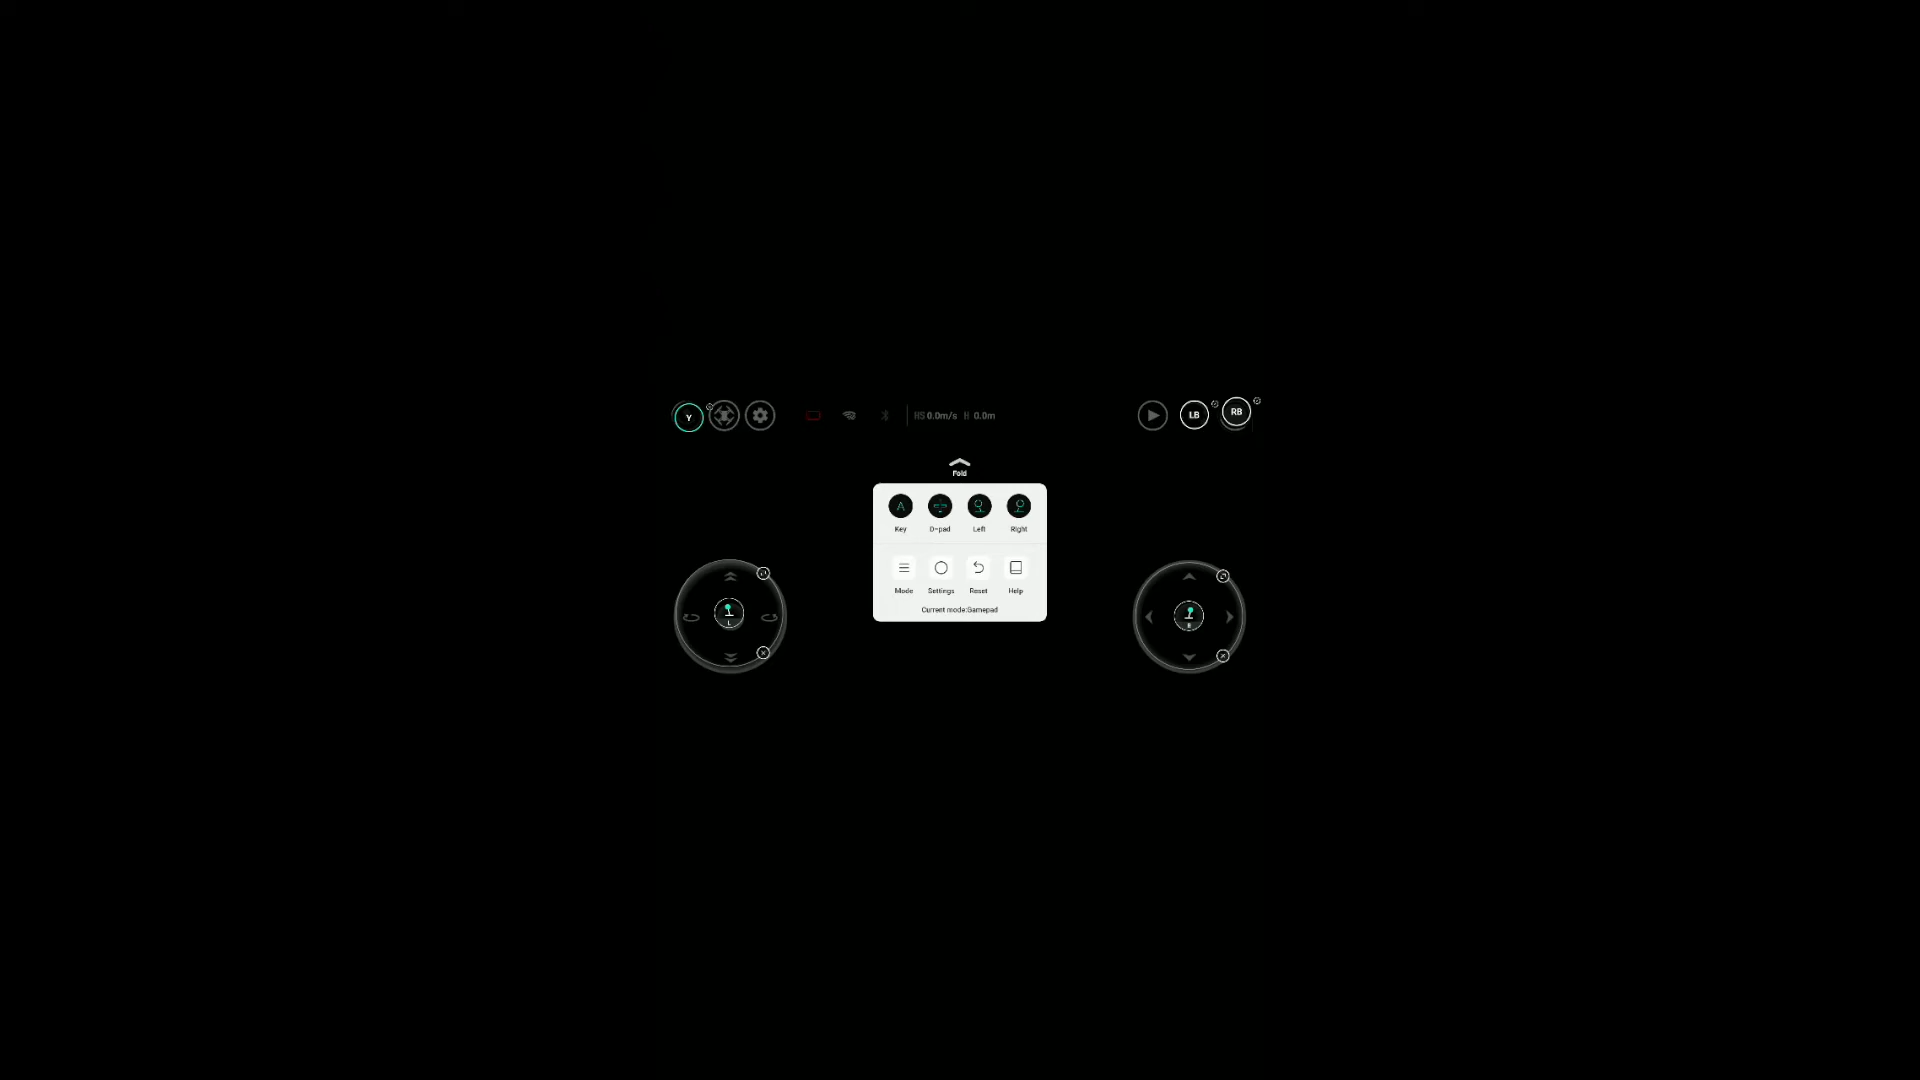 Y
HS 0.0m/s H 0.0m
LB
RB
Fold
A
Key D-pad Left Right
Mode Settings Reset Help
Current mode:Gamepad
L
R